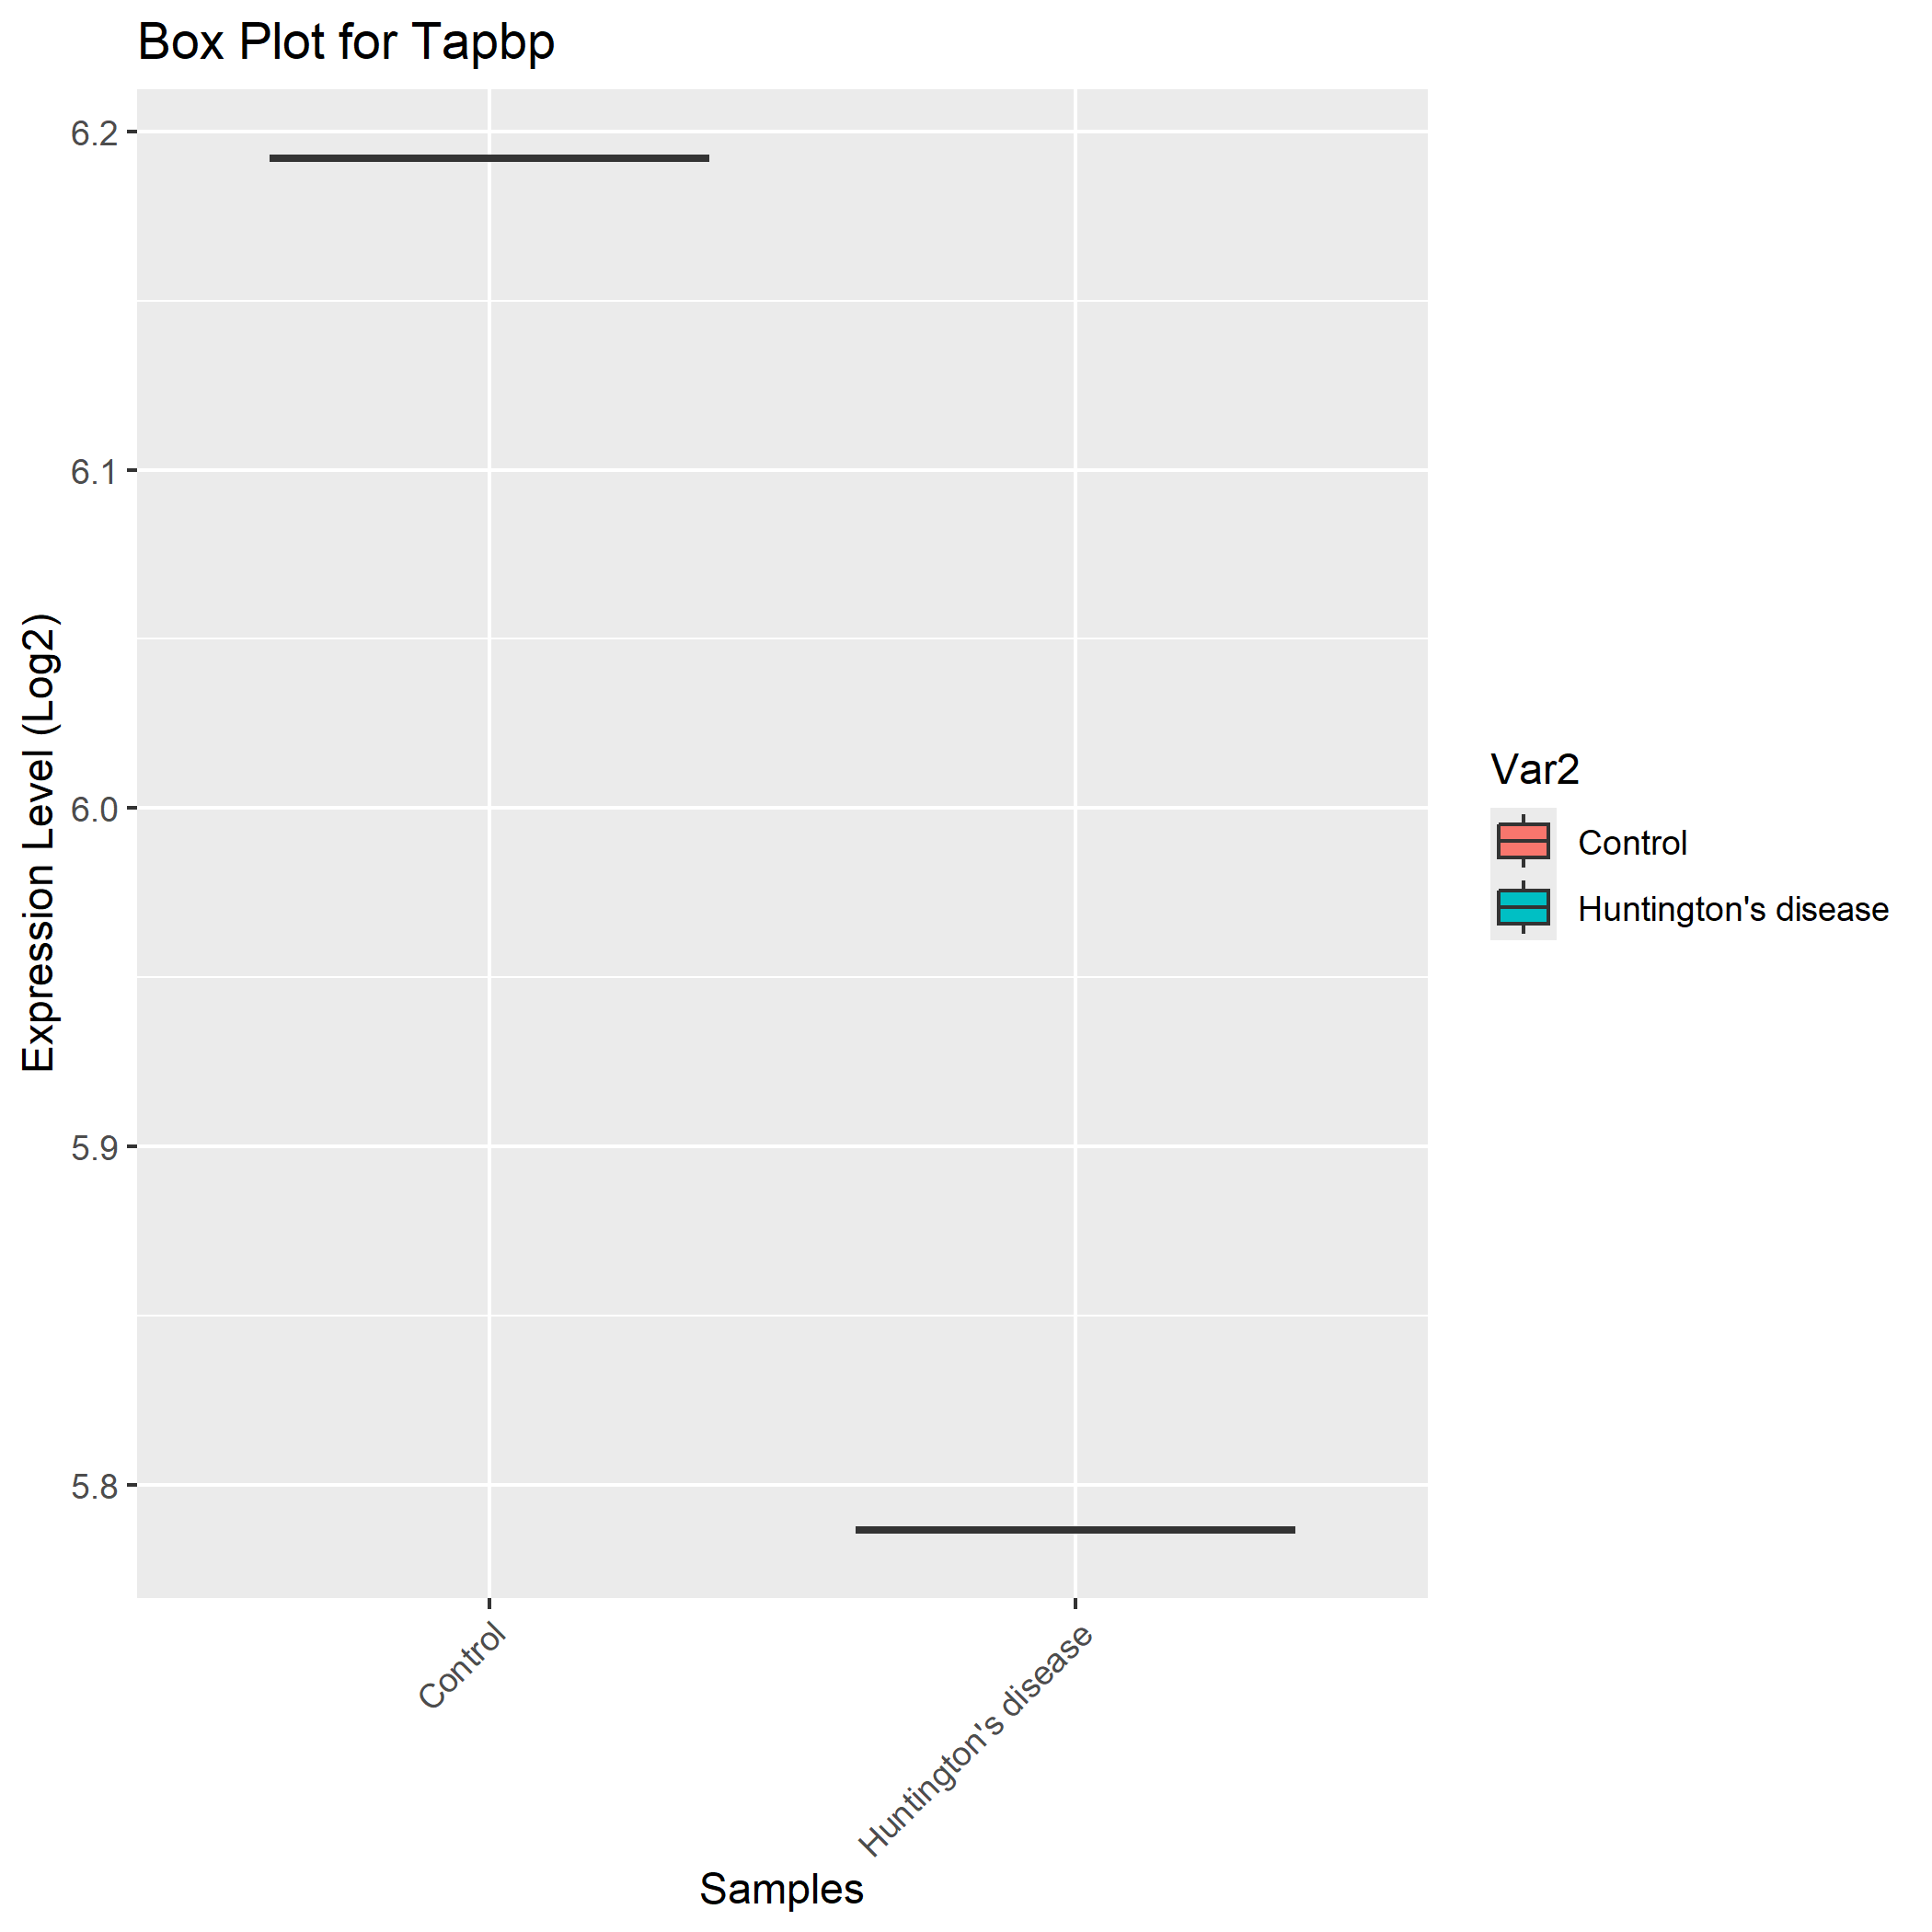 Box Plot for Tapbp
6.2
6.1
6.0
5.9
5.8
Expression Level (Log2)
Control
Huntington's disease
Samples
Var2
Control
Huntington's disease